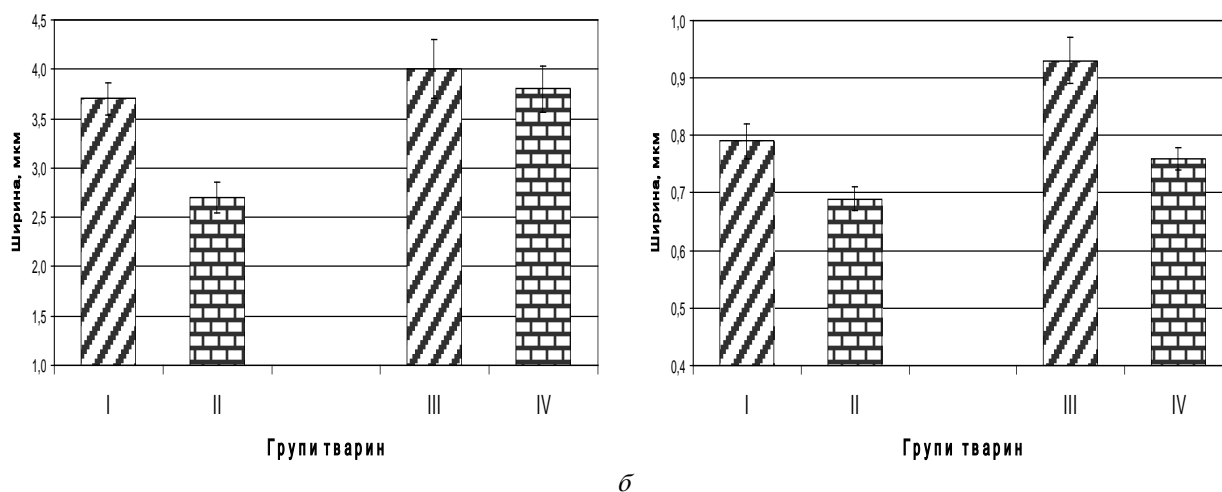 4,5
4,0
3,5
3,0
2,5
2,0
1,5
1,0
Ширина, мкм
I II III IV
Групи тварин
1,0
0,9
0,8
0,7
0,6
0,5
0,4
Ширина, мкм
I II III IV
Групи тварин
б